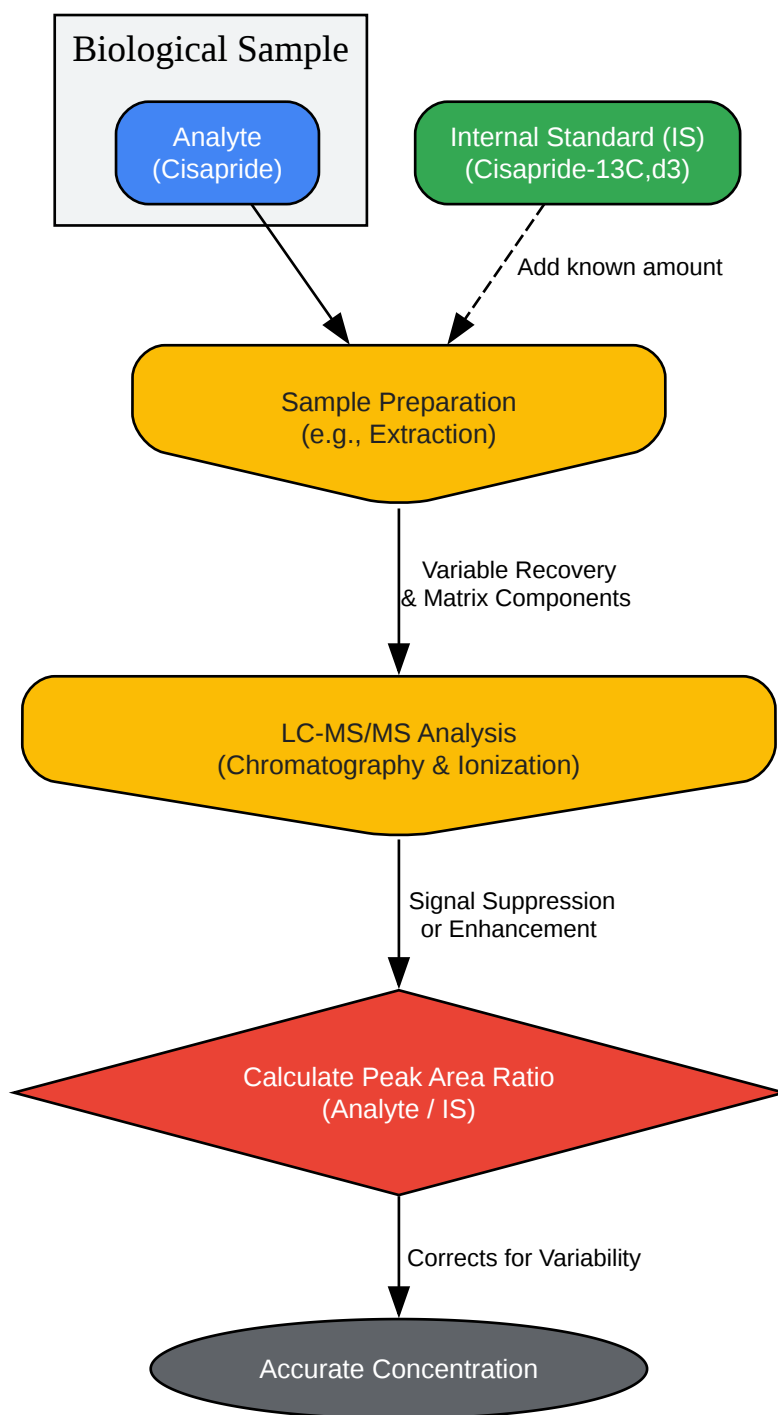 Biological Sample
Analyte
(Cisapride)
Internal Standard (IS)
(Cisapride-13C,d3)
Add known amount
Sample Preparation
(e.g., Extraction)
Variable Recovery
& Matrix Components
LC-MS/MS Analysis
(Chromatography & Ionization)
Signal Suppression
or Enhancement
Calculate Peak Area Ratio
(Analyte / IS)
Corrects for Variability
Accurate Concentration